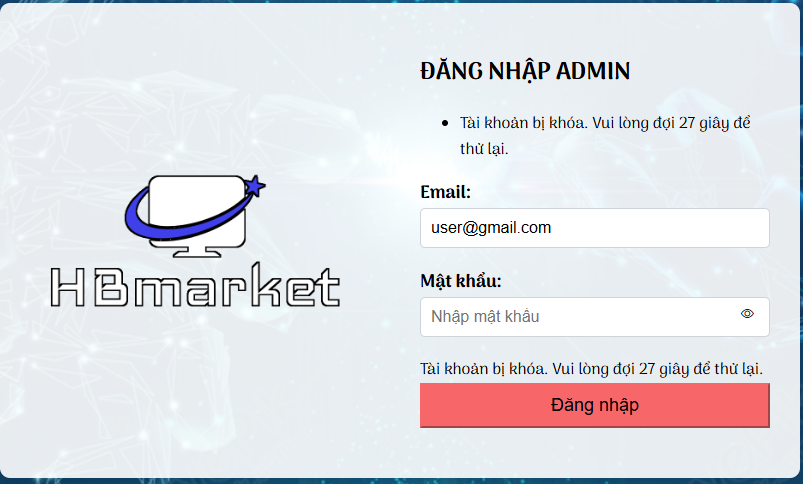 ĐĂNG NHẬP ADMIN
Tài khoản bị khóa. Vui lòng đợi 27 giây để
thử lại.
Email:
user@gmail.com
HBmarket
Mật khẩu:
Nhập mật khẩu
Tài khoản bị khóa. Vui lòng đợi 27 giây để thử lại.
Đăng nhập